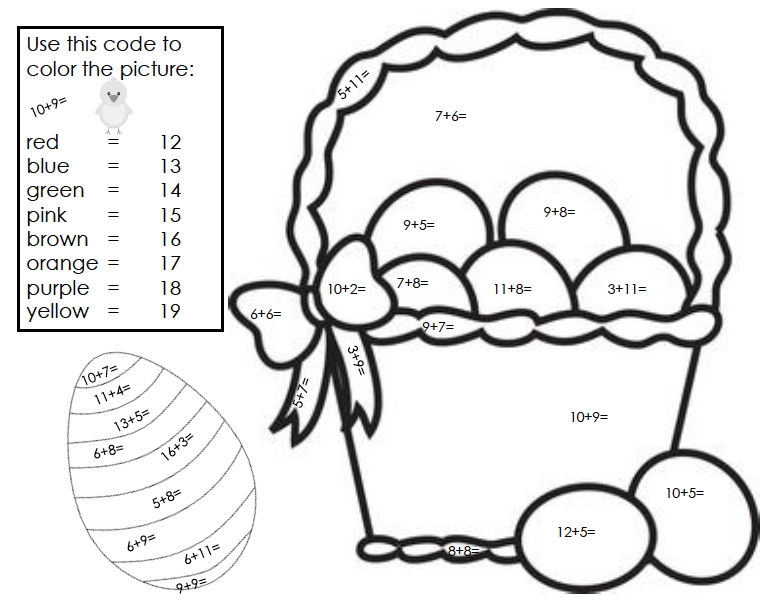 Use this code to
color the picture:
10+9=
red = 12
blue = 13
green = 14
pink = 15
brown = 16
orange = 17
purple = 18
yellow = 19
5+11=
7+6=
9+5=
9+8=
10+2=
7+8=
11+8=
3+11=
6+6=
9+7=
3+9=
5+7=
10+9=
10+5=
12+5=
8+8=
10+7=
11+4=
13+5=
6+8=
16+3=
5+8=
6+9=
6+11=
9+9=